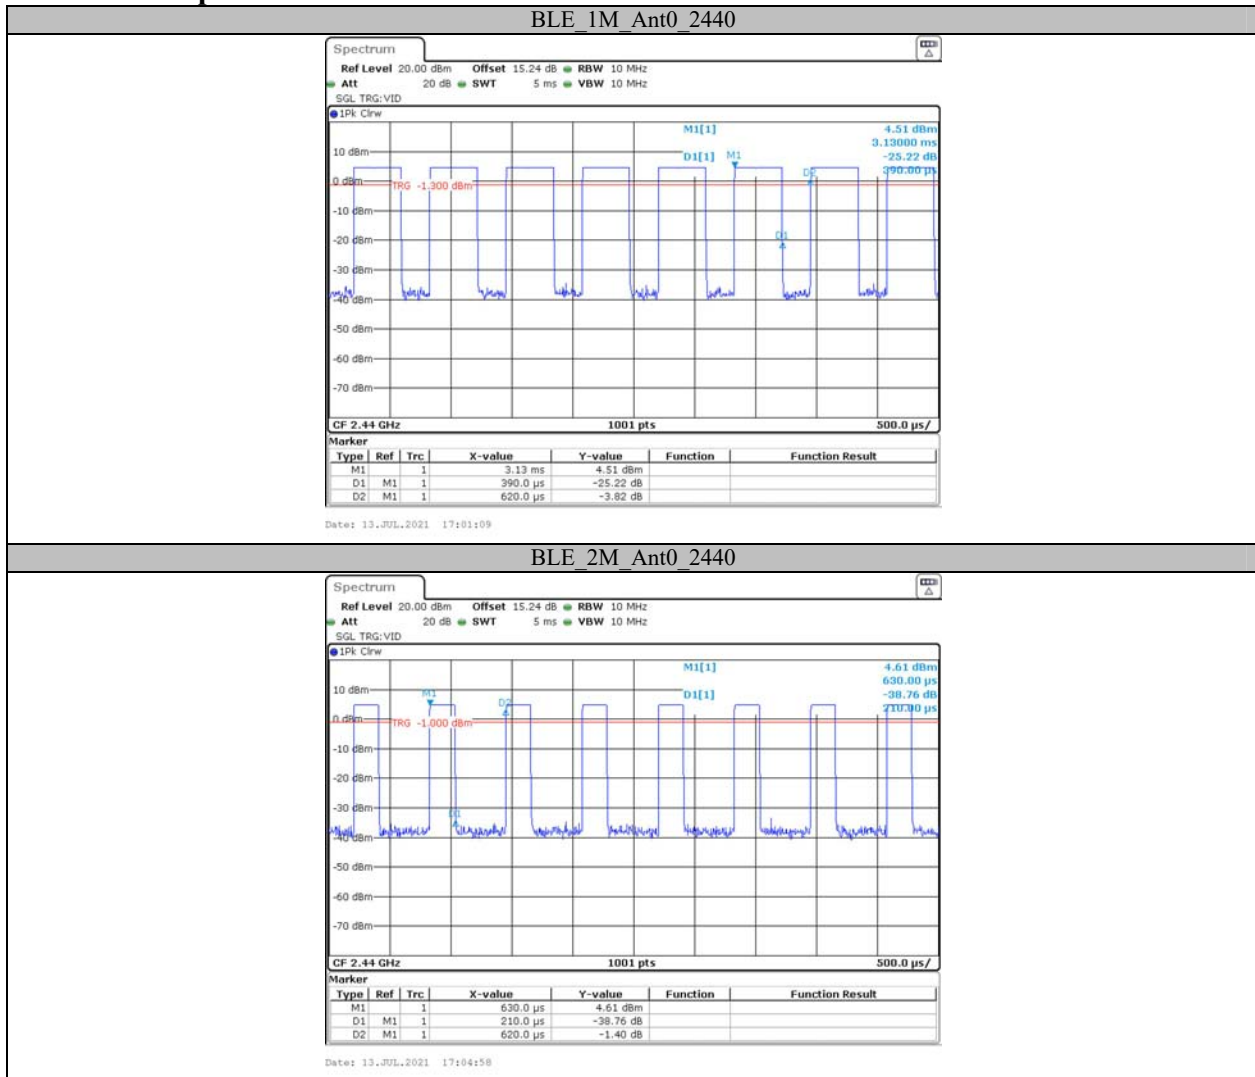 BLE_1M_Ant0_2440
Spectrum
Ref Level 20.00 dBm Offset 15.24 dB RBW 10 MHz
Att 20 dB SWT 5 ms VBW 10 MHz
SGL TRG:VID
1Pk Clrw
M1[1] 4.51 dBm
3.13000 ms
10 dBm
D1[1] M1 -25.22 dB
D2 390.00 µs
0 dBm
TRG -1.300 dBm
-10 dBm
-20 dBm
D1
-30 dBm
-40 dBm
-50 dBm
-60 dBm
-70 dBm
CF 2.44 GHz 1001 pts 500.0 µs/
Marker
Type Ref Trc X-value Y-value Function Function Result
M1 1 3.13 ms 4.51 dBm
D1 M1 1 390.0 µs -25.22 dB
D2 M1 1 620.0 µs -3.82 dB
Date: 13.JUL.2021 17:01:09
BLE_2M_Ant0_2440
Spectrum
Ref Level 20.00 dBm Offset 15.24 dB RBW 10 MHz
Att 20 dB SWT 5 ms VBW 10 MHz
SGL TRG:VID
1Pk Clrw
M1[1] 4.61 dBm
630.00 µs
10 dBm
M1 D1[1] -38.76 dB
D2 210.00 µs
0 dBm
TRG -1.000 dBm
-10 dBm
-20 dBm
-30 dBm
D1
-40 dBm
-50 dBm
-60 dBm
-70 dBm
CF 2.44 GHz 1001 pts 500.0 µs/
Marker
Type Ref Trc X-value Y-value Function Function Result
M1 1 630.0 µs 4.61 dBm
D1 M1 1 210.0 µs -38.76 dB
D2 M1 1 620.0 µs -1.40 dB
Date: 13.JUL.2021 17:04:58